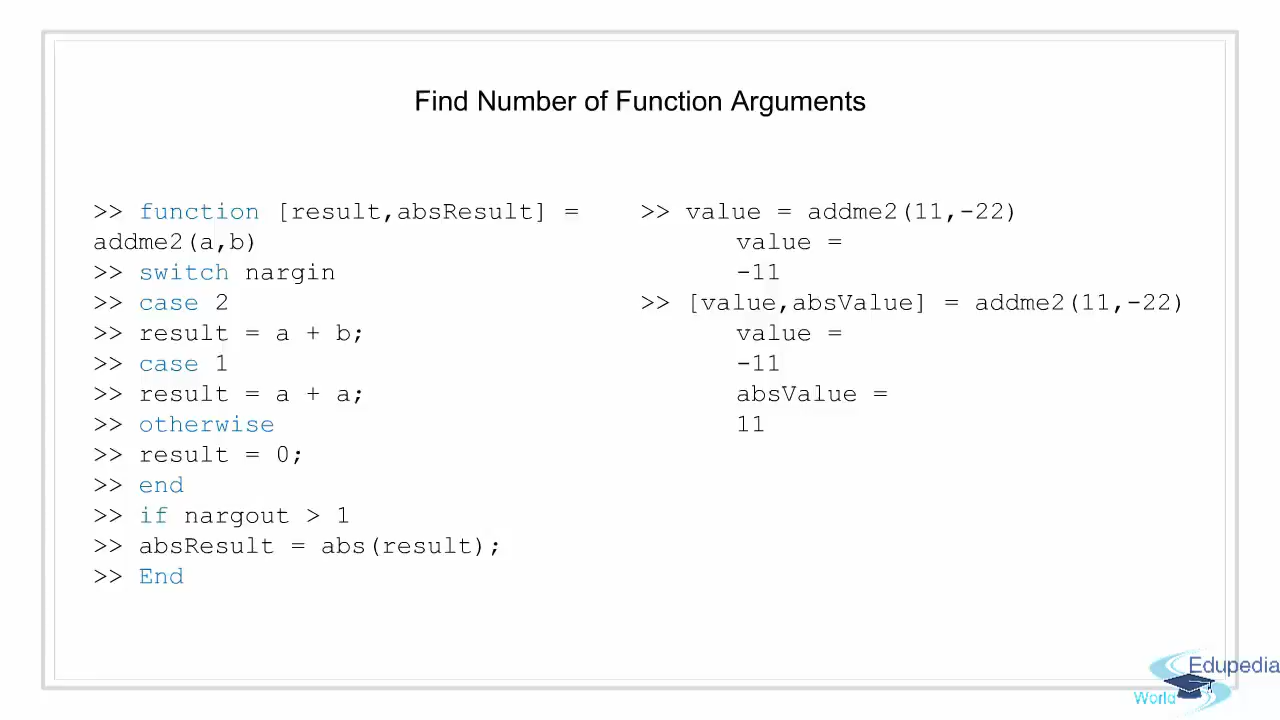 Find Number of Function Arguments
>> function [result,absResult] =
addme2(a,b)
>> switch nargin
>> case 2
>> result = a + b;
>> case 1
>> result = a + a;
>> otherwise
>> result = 0;
>> end
>> if nargout > 1
>> absResult = abs(result);
>> End
>> value = addme2(11,-22)
value =
-11
>> [value,absValue] = addme2(11,-22)
value =
-11
absValue =
11
Edupedia
World